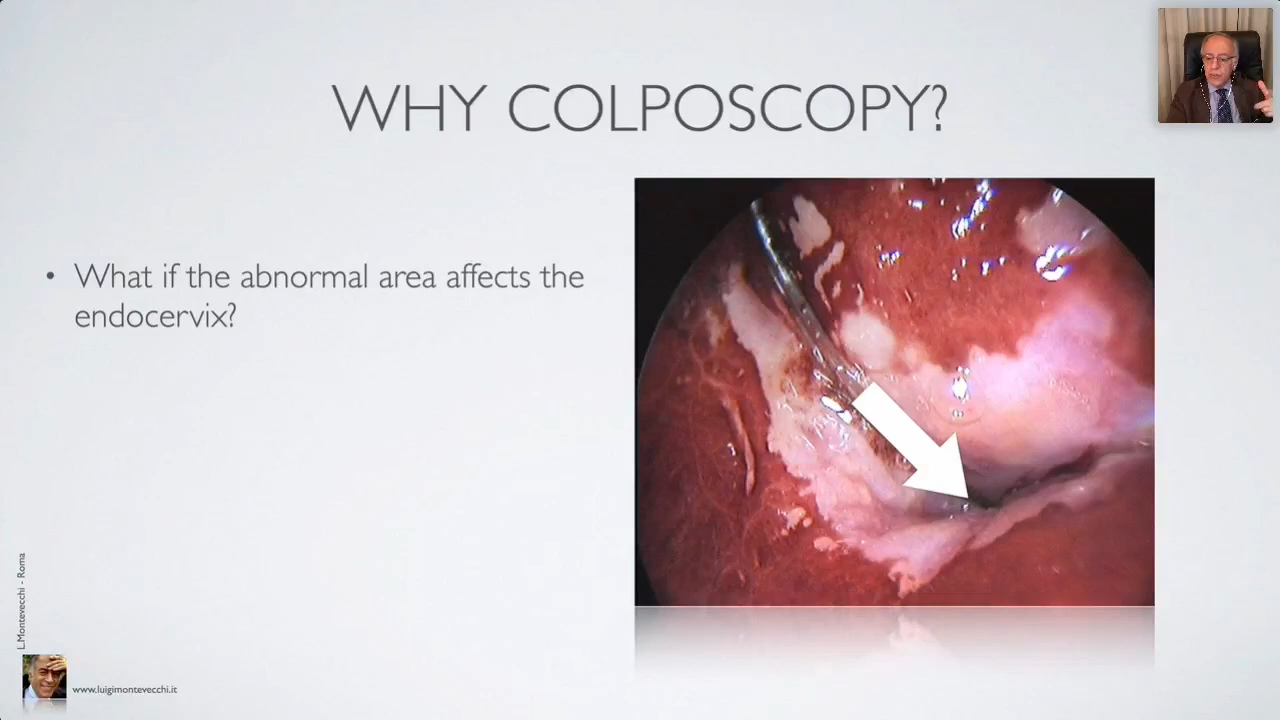 WHY COLPOSCOPY?
• What if the abnormal area affects the
endocervix?
L.Montevecchi - Roma
www.luigimontevecchi.it